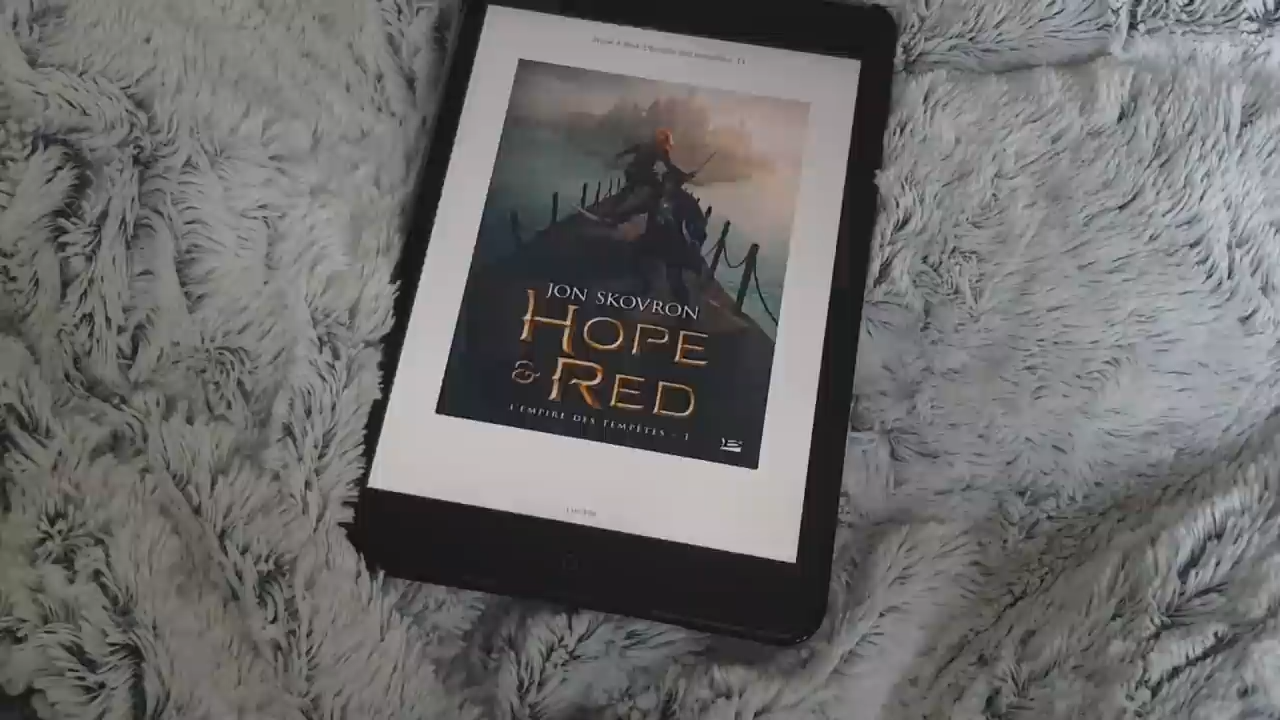 JON SKOVRON
HOPE
& RED
L'EMPIRE DES TEMPÊTES - 1